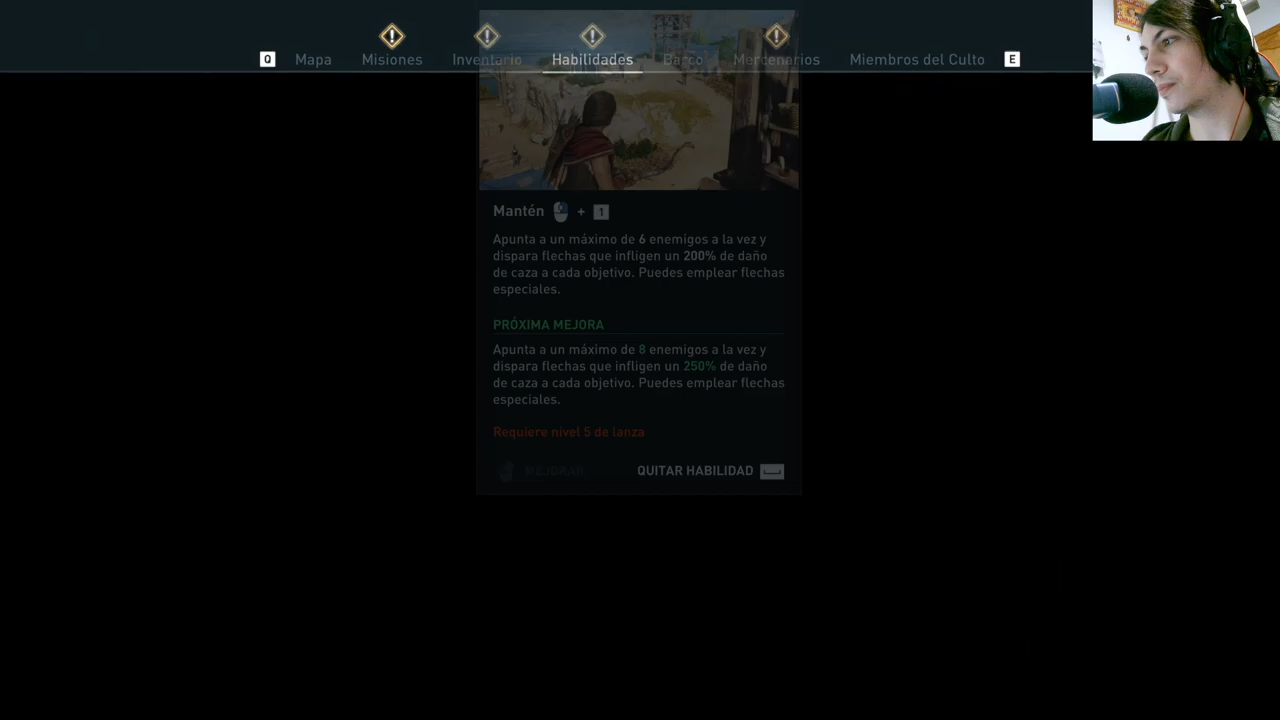 Q Mapa Misiones Inventario Habilidades Barco Mercenarios Miembros del Culto E
Mantén + 1
Apunta a un máximo de 6 enemigos a la vez y
dispara flechas que infligen un 200% de daño
de caza a cada objetivo. Puedes emplear flechas
especiales.
PRÓXIMA MEJORA
Apunta a un máximo de 8 enemigos a la vez y
dispara flechas que infligen un 250% de daño
de caza a cada objetivo. Puedes emplear flechas
especiales.
Requiere nivel 5 de lanza
MEJORAR QUITAR HABILIDAD